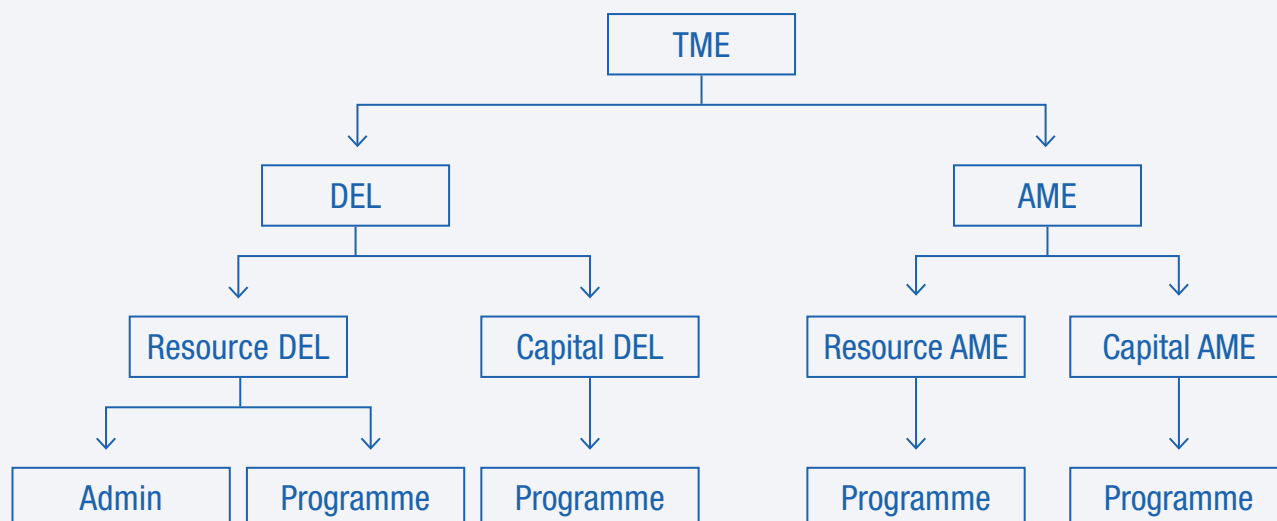 TME
DEL
AME
Resource DEL
Capital DEL
Resource AME
Capital AME
Admin
Programme
Programme
Programme
Programme